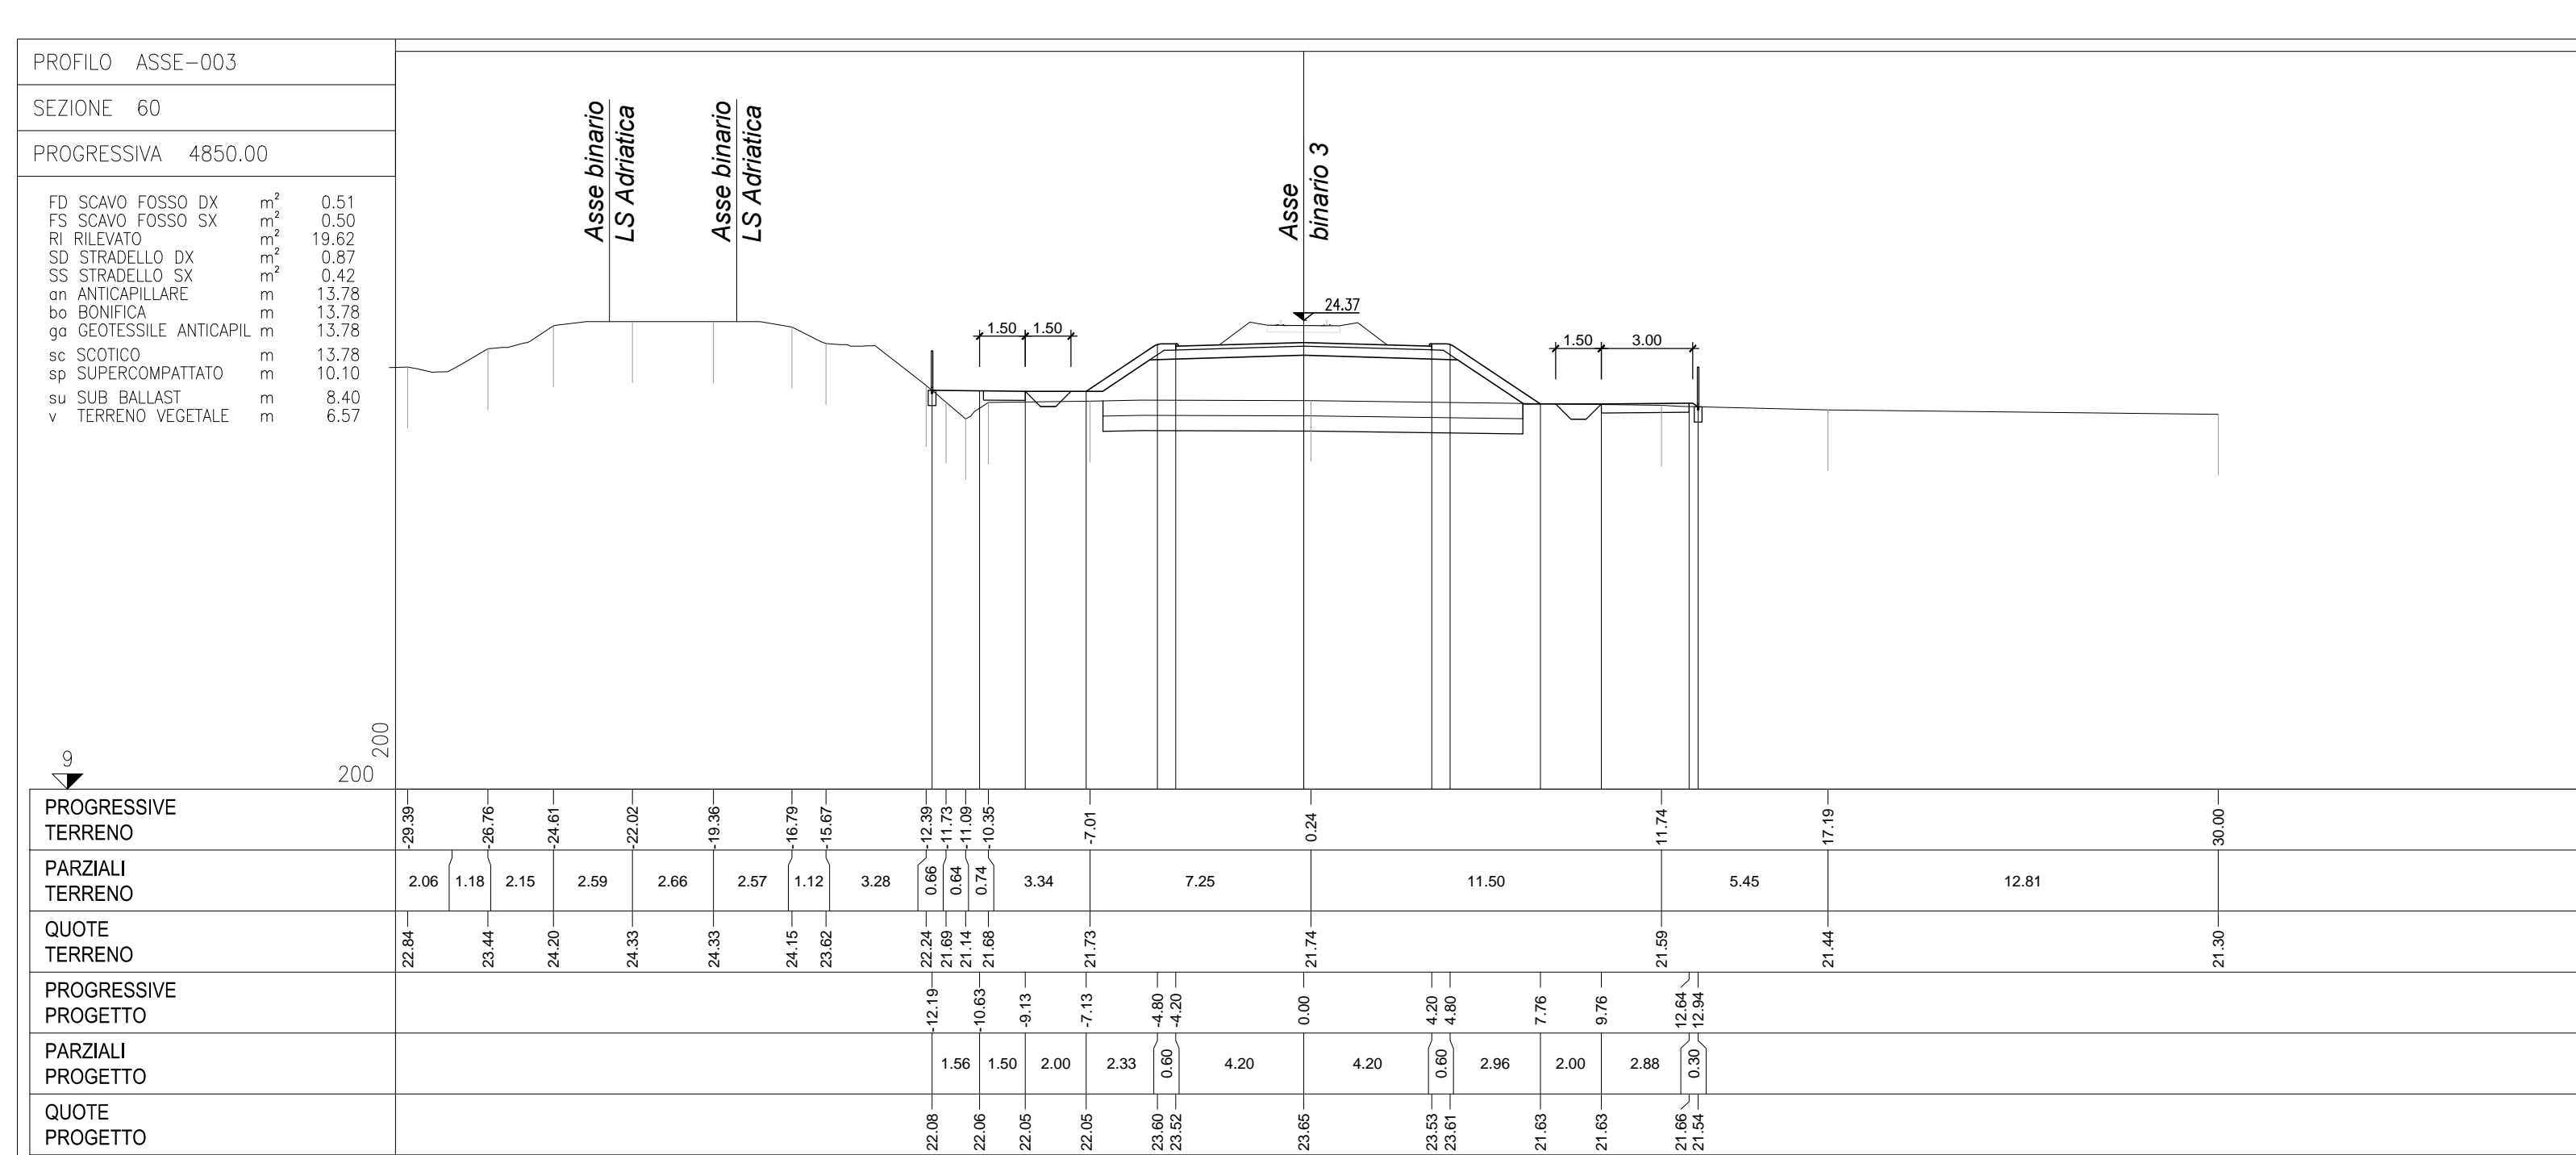 PROFILO ASSE-003
SEZIONE 60
PROGRESSIVA 4850.00
FD SCAVO FOSSO DX m² 0.51
FS SCAVO FOSSO SX m² 0.50
RI RILEVATO m² 19.62
SD STRADELLO DX m² 0.87
SS STRADELLO SX m² 0.42
an ANTICAPILLARE m 13.78
bo BONIFICA m 13.78
ga GEOTESSILE ANTICAPIL m 13.78
sc SCOTICO m 13.78
sp SUPERCOMPATTATO m 10.10
su SUB BALLAST m 8.40
v TERRENO VEGETALE m 6.57
Asse binario
LS Adriatica
Asse binario
LS Adriatica
Asse
binario 3
24.37
1.50 1.50
1.50 3.00
9
200
200
PROGRESSIVE
TERRENO
-29.39 -26.76 -24.61 -22.02 -19.36 -16.79 -15.67 -12.39 -11.73 -11.09 -10.35 -7.01 0.24 11.74 17.19 30.00
PARZIALI
TERRENO
2.06 1.18 2.15 2.59 2.66 2.57 1.12 3.28 0.66 0.64 0.74 3.34 7.25 11.50 5.45 12.81
QUOTE
TERRENO
22.84 23.44 24.20 24.33 24.33 24.15 23.62 22.24 21.69 21.14 21.68 21.73 21.74 21.59 21.44 21.30
PROGRESSIVE
PROGETTO
-12.19 -10.63 -9.13 -7.13 -4.80 -4.20 0.00 4.20 4.80 7.76 9.76 12.64 12.94
PARZIALI
PROGETTO
1.56 1.50 2.00 2.33 0.60 4.20 4.20 0.60 2.96 2.00 2.88 0.30
QUOTE
PROGETTO
22.08 22.06 22.05 22.05 23.60 23.52 23.65 23.53 23.61 21.63 21.63 21.66 21.54